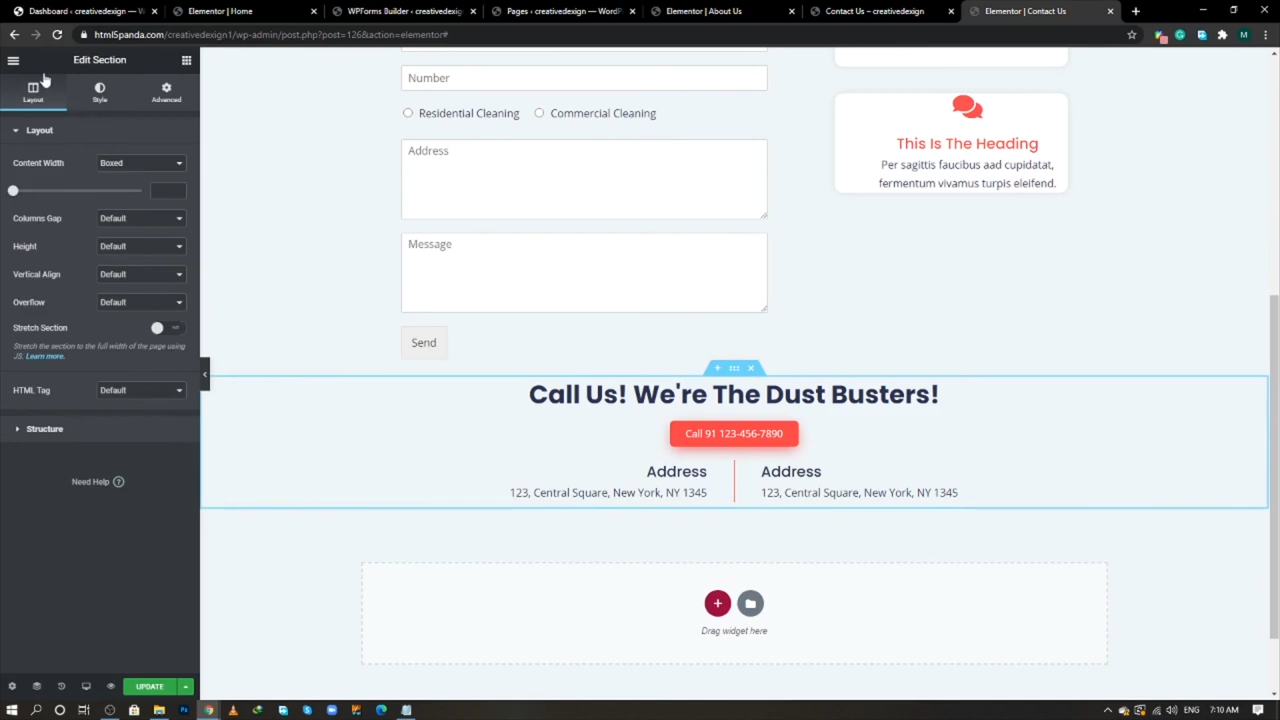 Dashboard ‹ creativedesign — W
Elementor | Home
WPForms Builder ‹ creativedesign
Pages ‹ creativedesign — WordP
Elementor | About Us
Contact Us – creativedesign
Elementor | Contact Us
html5panda.com/creativedesign1/wp-admin/post.php?post=126&action=elementor#
M
Edit Section
Layout
Style
Advanced
Layout
Content Width
Boxed
Columns Gap
Default
Height
Default
Vertical Align
Default
Overflow
Default
Stretch Section
Stretch the section to the full width of the page using
JS. Learn more.
HTML Tag
Default
Structure
Need Help
UPDATE
Number
Residential Cleaning
Commercial Cleaning
Address
Message
Send
This Is The Heading
Per sagittis faucibus aad cupidatat,
fermentum vivamus turpis eleifend.
Call Us! We're The Dust Busters!
Call 91 123-456-7890
Address
123, Central Square, New York, NY 1345
Address
123, Central Square, New York, NY 1345
Drag widget here
ENG
7:10 AM